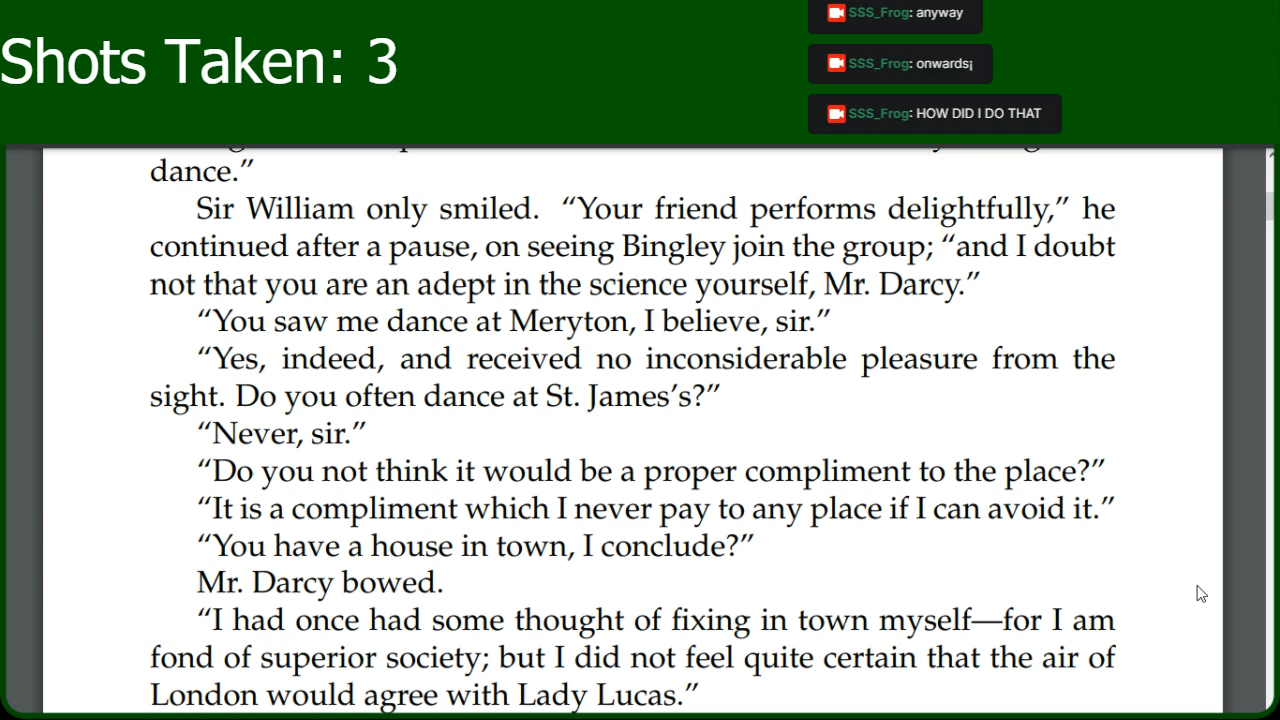 Shots Taken: 3
SSS_Frog: anyway
SSS_Frog: onwards¡
SSS_Frog: HOW DID I DO THAT
dance.”
Sir William only smiled. “Your friend performs delightfully,” he
continued after a pause, on seeing Bingley join the group; “and I doubt
not that you are an adept in the science yourself, Mr. Darcy.”
“You saw me dance at Meryton, I believe, sir.”
“Yes, indeed, and received no inconsiderable pleasure from the
sight. Do you often dance at St. James’s?”
“Never, sir.”
“Do you not think it would be a proper compliment to the place?”
“It is a compliment which I never pay to any place if I can avoid it.”
“You have a house in town, I conclude?”
Mr. Darcy bowed.
“I had once had some thought of fixing in town myself—for I am
fond of superior society; but I did not feel quite certain that the air of
London would agree with Lady Lucas.”